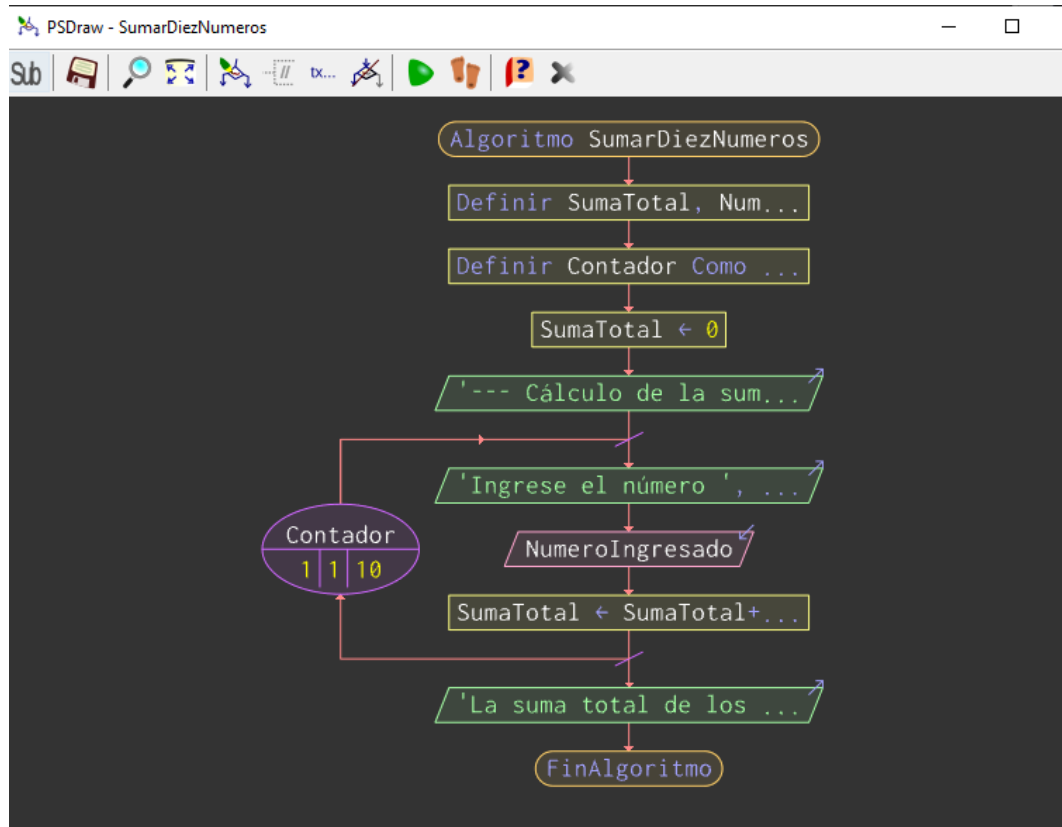 PSDraw - SumarDiezNumeros
Sub tx...
Algoritmo SumarDiezNumeros
Definir SumaTotal, Num...
Definir Contador Como ...
SumaTotal ← 0
'--- Cálculo de la sum...
'Ingrese el número ', ...
Contador
1 1 10
NumeroIngresado
SumaTotal ← SumaTotal+...
'La suma total de los ...
FinAlgoritmo